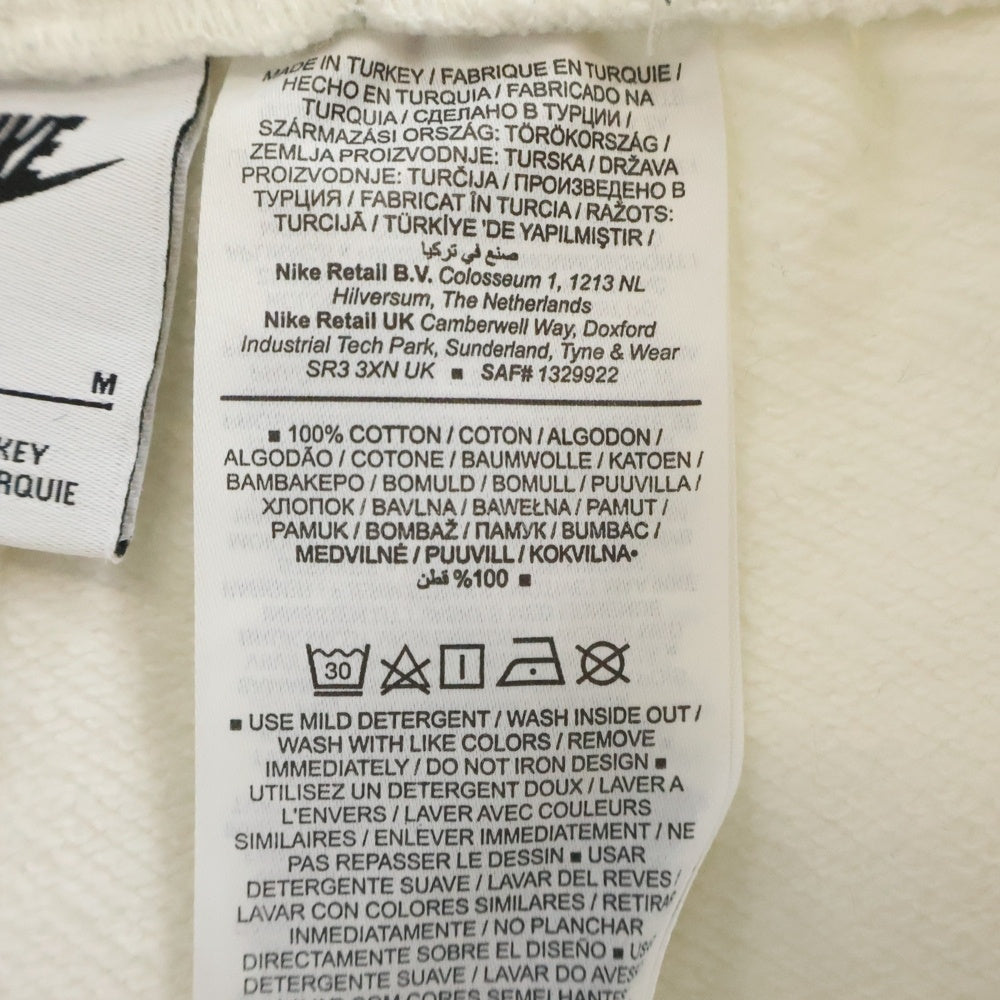 M
KEY
RQUIE
MADE IN TURKEY / FABRIQUE EN TURQUIE /
HECHO EN TURQUIA / FABRICADO NA
TURQUIA / СДЕЛАНО В ТУРЦИИ /
SZÁRMAZÁSI ORSZÁG: TÖRÖKORSZÁG /
ZEMLJA PROIZVODNJE: TURSKA / DRŽAVA
PROIZVODNJE: TURČIJA / ПРОИЗВЕДЕНО В
ТУРЦИЯ / FABRICAT ÎN TURCIA / RAŽOTS:
TURCIJĀ / TÜRKİYE 'DE YAPILMIŞTIR /
صنع في تركيا
Nike Retail B.V. Colosseum 1, 1213 NL
Hilversum, The Netherlands
Nike Retail UK Camberwell Way, Doxford
Industrial Tech Park, Sunderland, Tyne & Wear
SR3 3XN UK ■ SAF# 1329922
■ 100% COTTON / COTON / ALGODON /
ALGODÃO / COTONE / BAUMWOLLE / KATOEN /
ΒΑΜΒΑΚΕΡΟ / BOMULD / BOMULL / PUUVILLA /
ХЛОПОК / BAVLNA / BAWEŁNA / PAMUT /
PAMUK / BOMBAŽ / ПАМУК / BUMBAC /
MEDVILNĖ / PUUVILL / KOKVILNA•
قطن %100 ■
30
■ USE MILD DETERGENT / WASH INSIDE OUT /
WASH WITH LIKE COLORS / REMOVE
IMMEDIATELY / DO NOT IRON DESIGN ■
UTILISEZ UN DETERGENT DOUX / LAVER A
L'ENVERS / LAVER AVEC COULEURS
SIMILAIRES / ENLEVER IMMEDIATEMENT / NE
PAS REPASSER LE DESSIN ■ USAR
DETERGENTE SUAVE / LAVAR DEL REVES /
LAVAR CON COLORES SIMILARES / RETIRAR
INMEDIATAMENTE / NO PLANCHAR
DIRECTAMENTE SOBRE EL DISEÑO ■
DETERGENTE SUAVE / LAVAR DO AVES
COM CORES SEMELHANTE